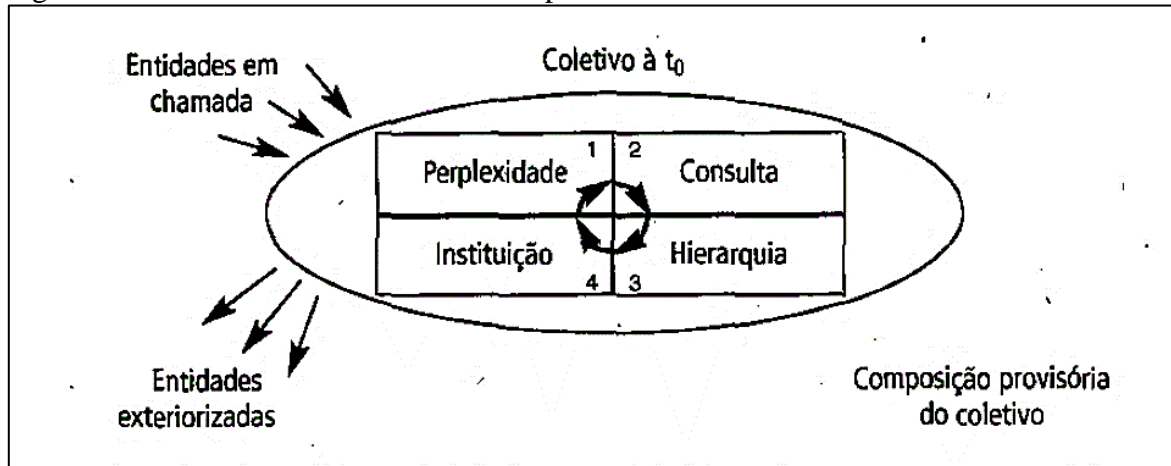 Entidades em
chamada
Coletivo à t0
1 2
Perplexidade Consulta
Instituição Hierarquia
4 3
Entidades
exteriorizadas
Composição provisória
do coletivo